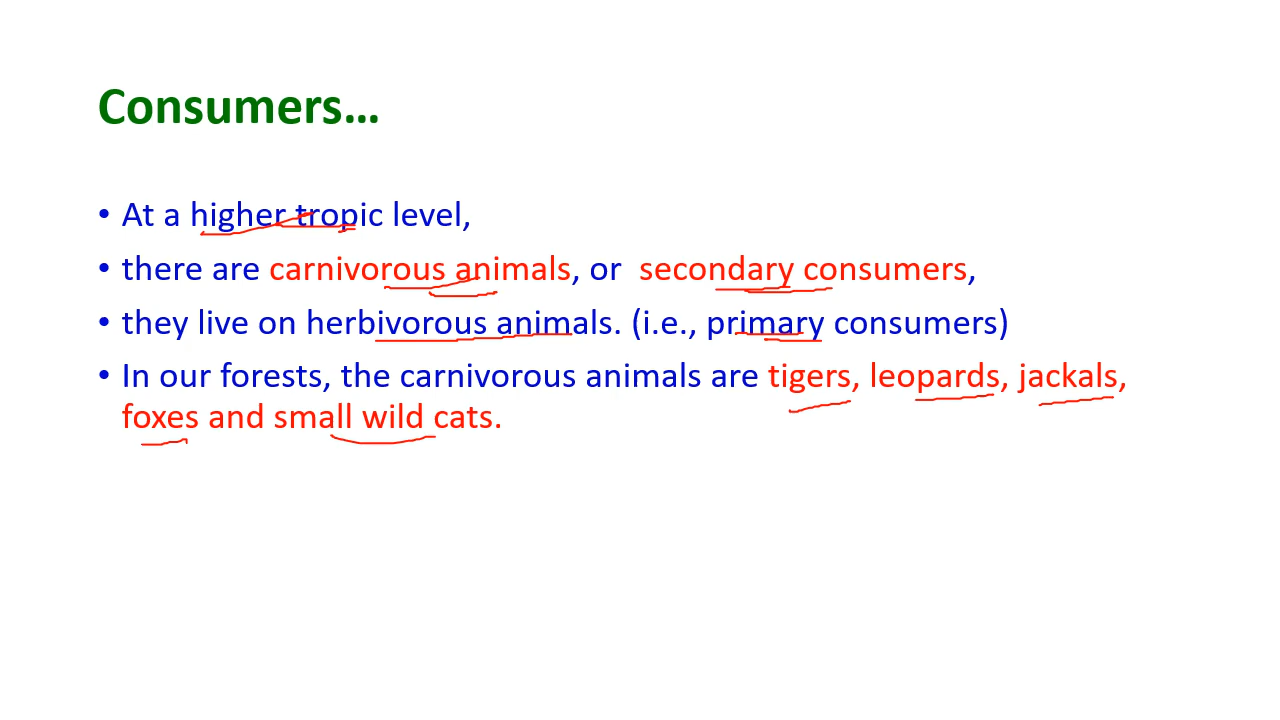 Consumers…
• At a higher tropic level,
• there are carnivorous animals, or  secondary consumers,
• they live on herbivorous animals. (i.e., primary consumers)
• In our forests, the carnivorous animals are tigers, leopards, jackals,
foxes and small wild cats.